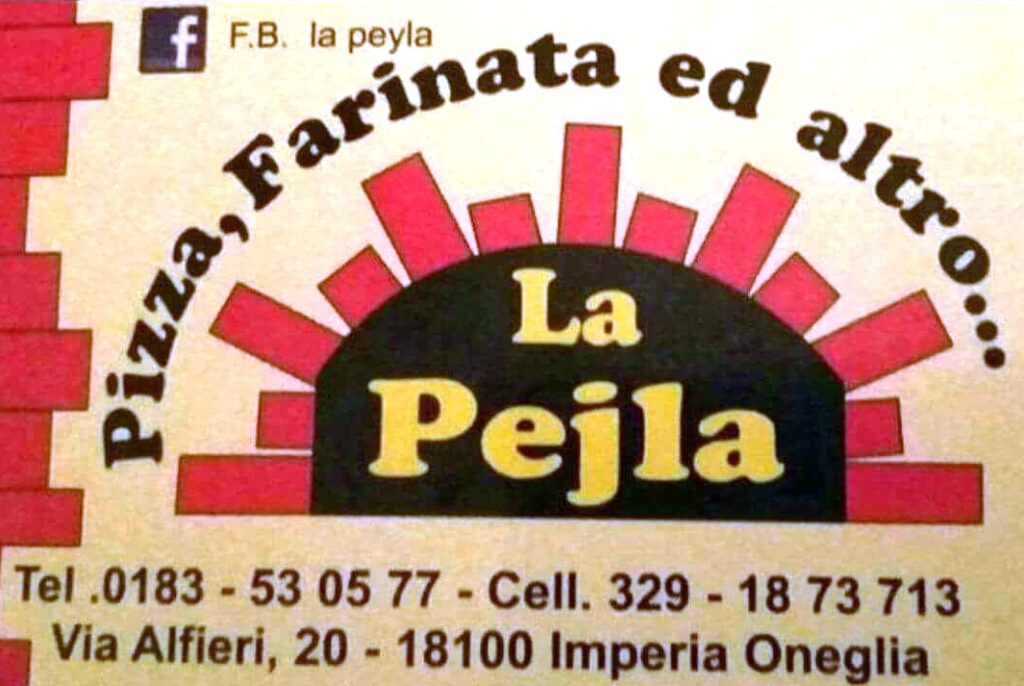 f F.B. la peyla
Pizza, Farinata ed altro...
La
Pejla
Tel .0183 - 53 05 77 - Cell. 329 - 18 73 713
Via Alfieri, 20 - 18100 Imperia Oneglia